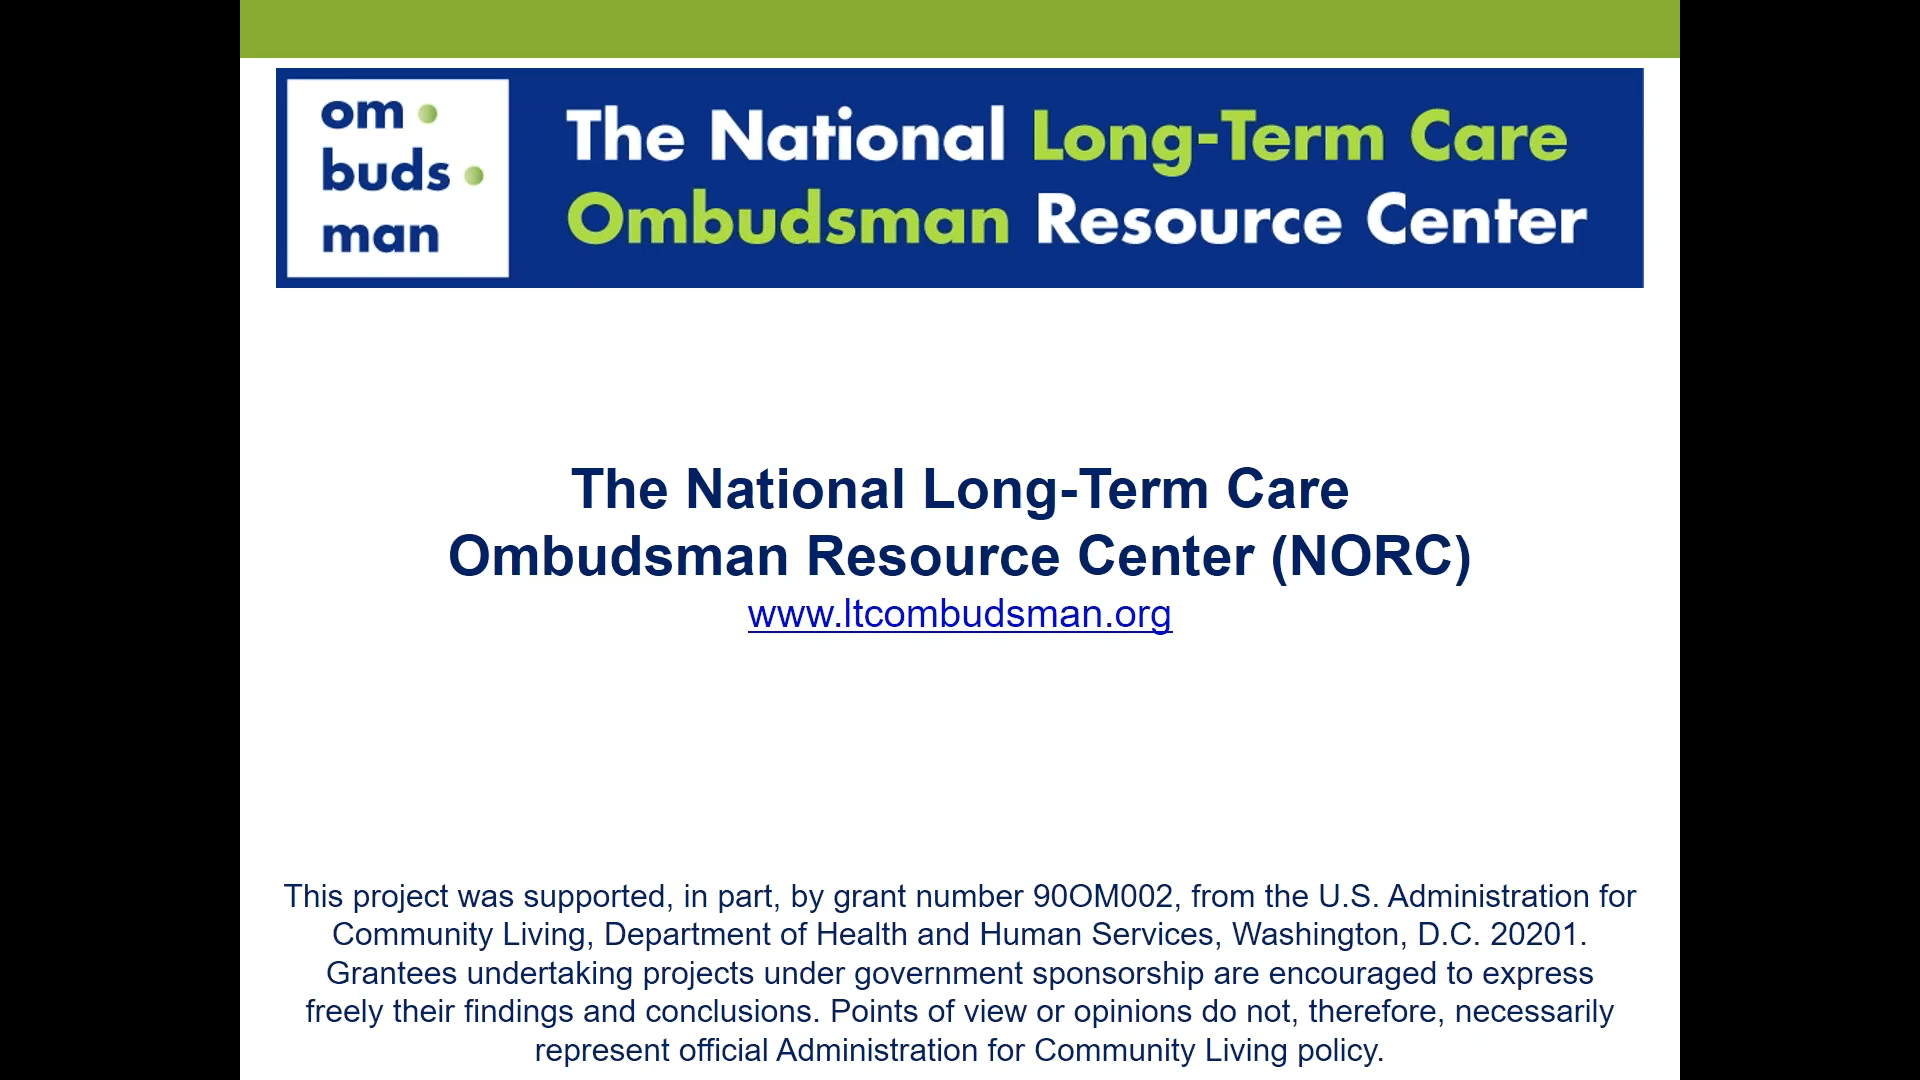 om
buds
man
The National Long-Term Care
Ombudsman Resource Center
The National Long-Term Care
Ombudsman Resource Center (NORC)
www.ltcombudsman.org
This project was supported, in part, by grant number 90OM002, from the U.S. Administration for
Community Living, Department of Health and Human Services, Washington, D.C. 20201.
Grantees undertaking projects under government sponsorship are encouraged to express
freely their findings and conclusions. Points of view or opinions do not, therefore, necessarily
represent official Administration for Community Living policy.